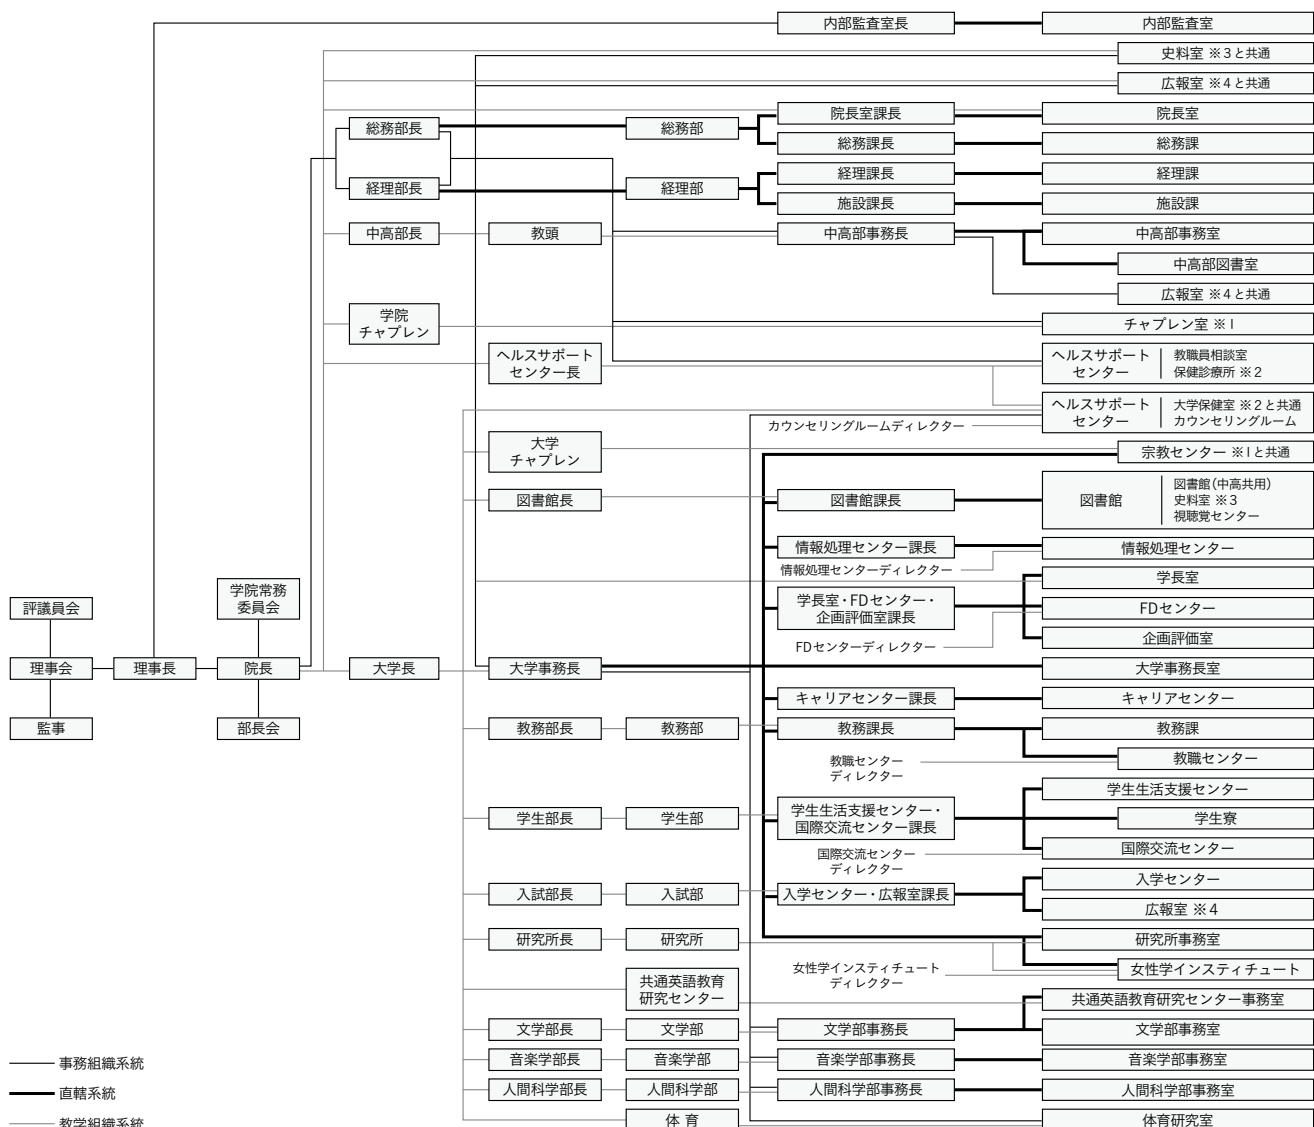 内部監査室長
内部監査室
史料室 ※3と共通
広報室 ※4と共通
院長室課長
院長室
総務部長
総務部
総務課長
総務課
経理課長
経理課
経理部長
経理部
施設課長
施設課
中高部長
教頭
中高部事務長
中高部事務室
中高部図書室
広報室 ※4と共通
学院
チャプレン
チャプレン室 ※1
ヘルスサポート
センター長
ヘルスサポート
センター
教職員相談室
保健診療所 ※2
ヘルスサポート
センター
大学保健室 ※2と共通
カウンセリングルーム
カウンセリングルームディレクター
大学
チャプレン
宗教センター ※1と共通
図書館長
図書館課長
図書館
図書館(中高共用)
史料室 ※3
視聴覚センター
情報処理センター課長
情報処理センター
情報処理センターディレクター
学長室
学院常務
委員会
評議員会
学長室・FDセンター・
企画評価室課長
FDセンター
企画評価室
FDセンターディレクター
理事会
理事長
院長
大学長
大学事務長
大学事務長室
キャリアセンター課長
キャリアセンター
監事
部長会
教務部長
教務部
教務課長
教務課
教職センター
教職センター
ディレクター
学生生活支援センター
学生部長
学生部
学生生活支援センター・
国際交流センター課長
学生寮
国際交流センター
国際交流センター
ディレクター
入学センター
入試部長
入試部
入学センター・広報室課長
広報室 ※4
研究所長
研究所
研究所事務室
女性学インスティチュート
ディレクター
女性学インスティチュート
共通英語教育
研究センター
共通英語教育研究センター事務室
文学部長
文学部
文学部事務長
文学部事務室
音楽学部長
音楽学部
音楽学部事務長
音楽学部事務室
人間科学部長
人間科学部
人間科学部事務長
人間科学部事務室
体 育
体育研究室
事務組織系統
直轄系統
教学組織系統